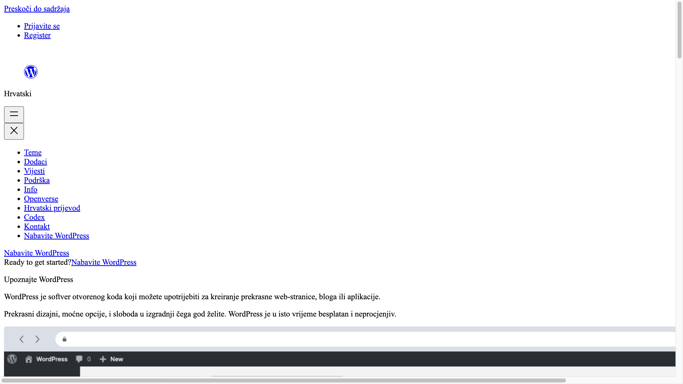 Preskoči do sadržaja
Prijavite se
Register
Hrvatski
Teme
Dodaci
Vijesti
Podrška
Info
Openverse
Hrvatski prijevod
Codex
Kontakt
Nabavite WordPress
Nabavite WordPress
Ready to get started?Nabavite WordPress
Upoznajte WordPress
WordPress je softver otvorenog koda koji možete upotrijebiti za kreiranje prekrasne web-stranice, bloga ili aplikacije.
Prekrasni dizajni, moćne opcije, i sloboda u izgradnji čega god želite. WordPress je u isto vrijeme besplatan i neprocjenjiv.
WordPress 0 New